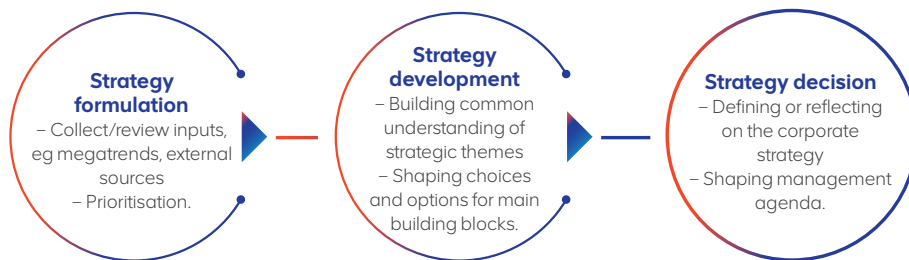 Strategy
formulation
– Collect/review inputs,
eg megatrends, external
sources
– Prioritisation.
Strategy
development
– Building common
understanding of
strategic themes
– Shaping choices
and options for main
building blocks.
Strategy decision
– Defining or reflecting
on the corporate
strategy
– Shaping management
agenda.